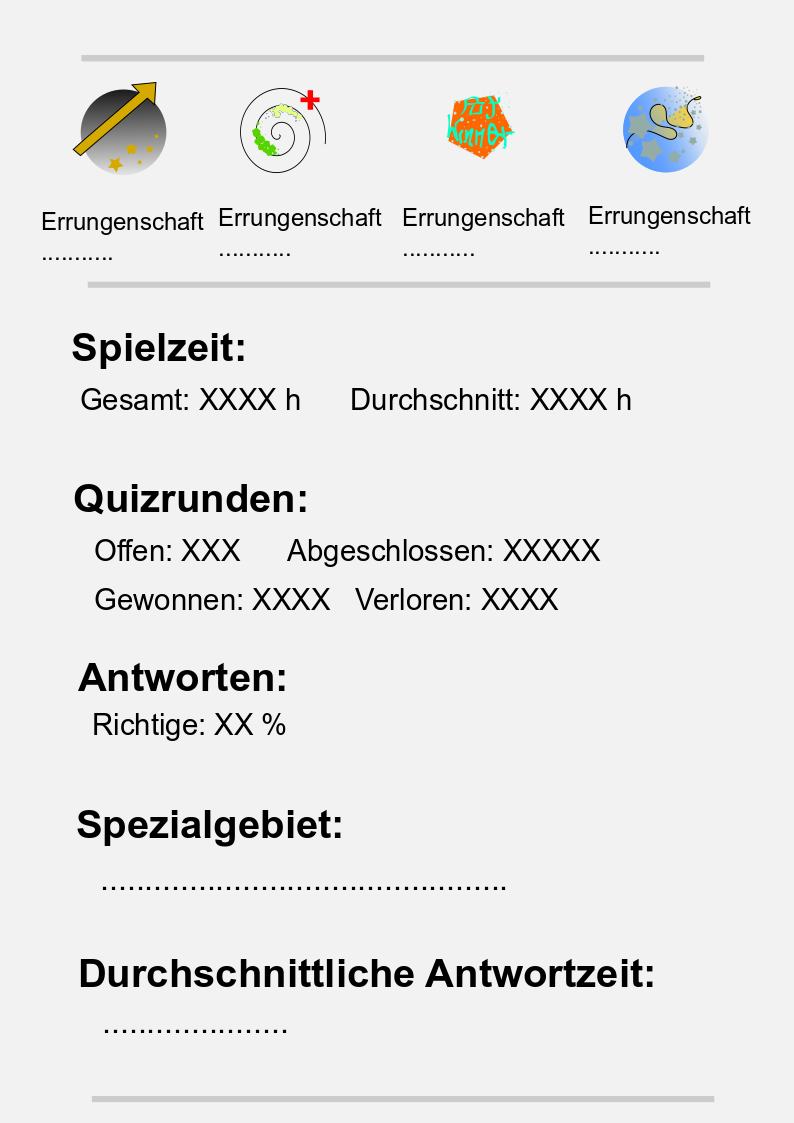 Errungenschaft Errungenschaft Errungenschaft Errungenschaft
........... ........... ........... ...........
Spielzeit:
Gesamt: XXXX h Durchschnitt: XXXX h
Quizrunden:
Offen: XXX Abgeschlossen: XXXXX
Gewonnen: XXXX Verloren: XXXX
Antworten:
Richtige: XX %
Spezialgebiet:
.............................................
Durchschnittliche Antwortzeit:
....................